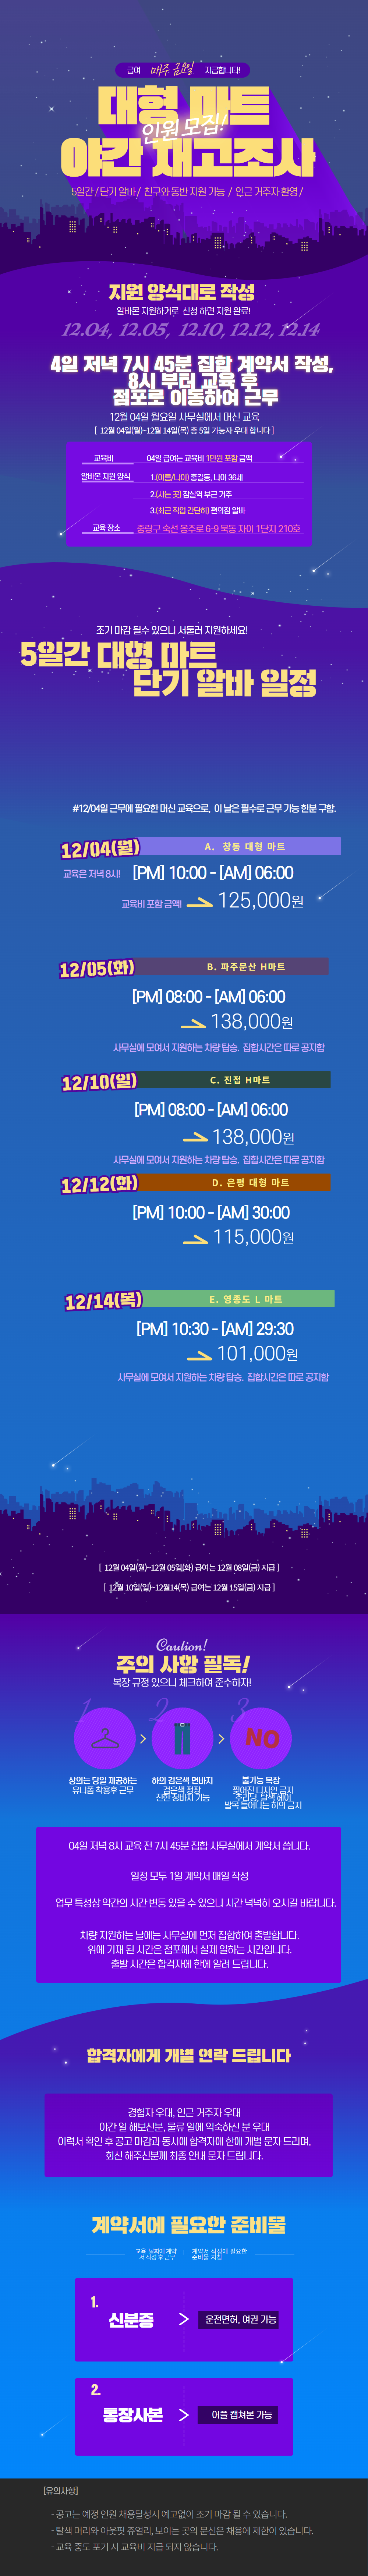 급여 매주 금요일 지급합니다!
대형 마트
인원 모집!
야간 재고조사
5일간 / 단기 알바 / 친구와 동반 지원 가능 / 인근 거주자 환영 /
지원 양식대로 작성
알바몬 지원하거나 신청 하면 지원 완료!
12.04, 12.05, 12.10, 12.12, 12.14
4일 저녁 7시 45분 집합 계약서 작성,
8시 부터 교육 후
점포로 이동하여 근무
12월 04일 월요일 사무실에서 머신 교육
[ 12월 04일(월)~12월 14일(목) 총 5일 가능자 우대 합니다 ]
교육비 04일 급여는 교육비 1만원 포함 금액
알바몬 지원 양식 1.(이름/나이) 홍길동, 나이 36세
2.(사는 곳) 잠실역 부근 거주
3.(최근 직업 간단히) 편의점 알바
교육 장소 중랑구 숙선 옹주로 6-9 묵동 자이 1단지 210호
조기 마감 될수 있으니 서둘러 지원하세요!
5일간 대형 마트
단기 알바 일정
#12/04일 근무에 필요한 머신 교육으로, 이 날은 필수로 근무 가능 한분 구함.
12/04(월) A. 창동 대형 마트
교육은 저녁 8시! [PM] 10:00 - [AM] 06:00
교육비 포함 금액! 125,000원
12/05(화) B. 파주문산 H마트
[PM] 08:00 - [AM] 06:00
138,000원
사무실에 모여서 지원하는 차량 탑승. 집합시간은 따로 공지함
12/10(일) C. 진접 H마트
[PM] 08:00 - [AM] 06:00
138,000원
사무실에 모여서 지원하는 차량 탑승. 집합시간은 따로 공지함
12/12(화) D. 은평 대형 마트
[PM] 10:00 - [AM] 30:00
115,000원
12/14(목) E. 영종도 L 마트
[PM] 10:30 - [AM] 29:30
101,000원
사무실에 모여서 지원하는 차량 탑승. 집합시간은 따로 공지함
[ 12월 04일(월)~12월 05일(화) 급여는 12월 08일(금) 지급 ]
[ 12월 10일(일)~12월14(목) 급여는 12월 15일(금) 지급 ]
Caution!
주의 사항 필독!
복장 규정 있으니 체크하여 준수하자!
1 2 3
NO
상의는 당일 제공하는
유니폼 착용후 근무
하의 검은색 면바지
검은색 정장
진한 청바지 가능
불가능 복장
찢어진 디자인 금지
추리닝, 탈색 헤어
발목 들어나는 하의 금지
04일 저녁 8시 교육 전 7시 45분 집합 사무실에서 계약서 씁니다.
일정 모두 1일 계약서 매일 작성
업무 특성상 약간의 시간 변동 있을 수 있으니 시간 넉넉히 오시길 바랍니다.
차량 지원하는 날에는 사무실에 먼저 집합하여 출발합니다.
위에 기재 된 시간은 점포에서 실제 일하는 시간입니다.
출발 시간은 합격자에 한에 알려 드립니다.
합격자에게 개별 연락 드립니다
경험자 우대, 인근 거주자 우대
야간 일 해보신분, 물류 일에 익숙하신 분 우대
이력서 확인 후 공고 마감과 동시에 합격자에 한에 개별 문자 드리며,
회신 해주신분께 최종 안내 문자 드립니다.
계약서에 필요한 준비물
교육 날짜에 계약
서 작성 후 근무
계약서 작성에 필요한
준비물 지참
1.
신분증 운전면허, 여권 가능
2.
통장사본 어플 캡쳐본 가능
[유의사항]
- 공고는 예정 인원 채용달성시 예고없이 조기 마감 될 수 있습니다.
- 탈색 머리와 아웃핏 쥬얼리, 보이는 곳의 문신은 채용에 제한이 있습니다.
- 교육 중도 포기 시 교육비 지급 되지 않습니다.